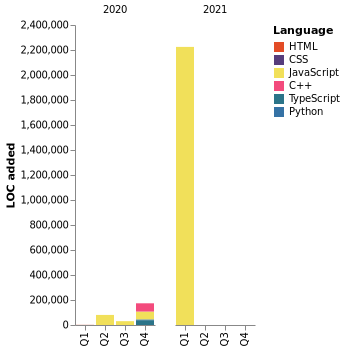 2020
2021
LOC added
2,400,000
2,200,000
2,000,000
1,800,000
1,600,000
1,400,000
1,200,000
1,000,000
800,000
600,000
400,000
200,000
0
Q1
Q2
Q3
Q4
Q1
Q2
Q3
Q4
Language
HTML
CSS
JavaScript
C++
TypeScript
Python